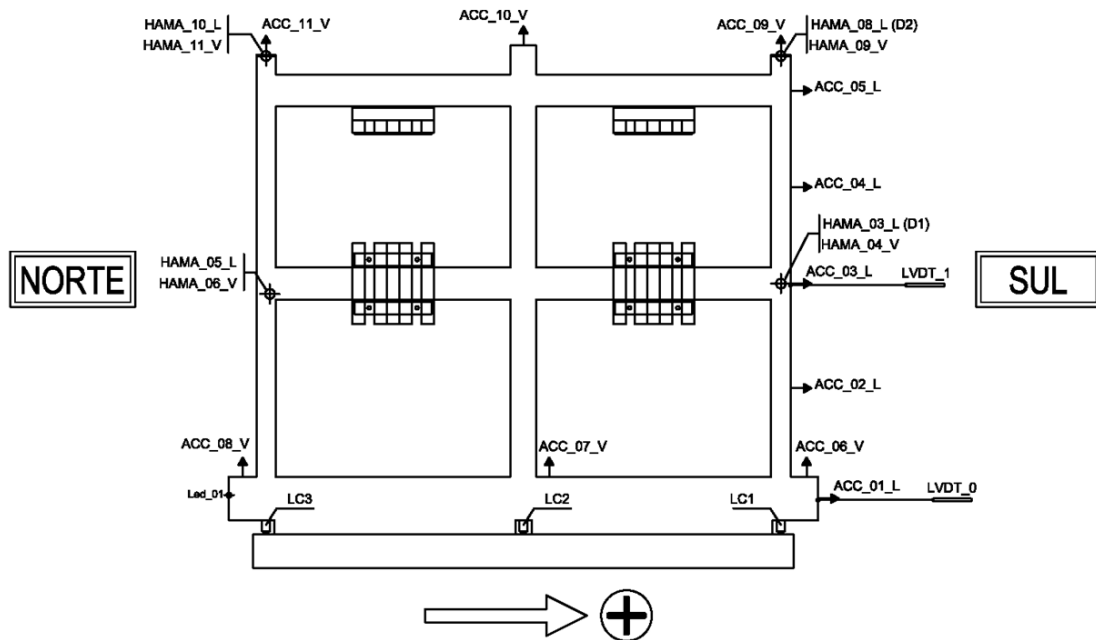 ACC_10_V
HAMA_10_L
ACC_11_V
HAMA_11_V
ACC_09_V
HAMA_08_L (D2)
HAMA_09_V
ACC_05_L
ACC_04_L
HAMA_03_L (D1)
HAMA_04_V
HAMA_05_L
HAMA_06_V
NORTE
ACC_03_L
LVDT_1
SUL
ACC_02_L
ACC_08_V
ACC_07_V
ACC_06_V
Led_01
ACC_01_L
LVDT_0
LC3
LC2
LC1